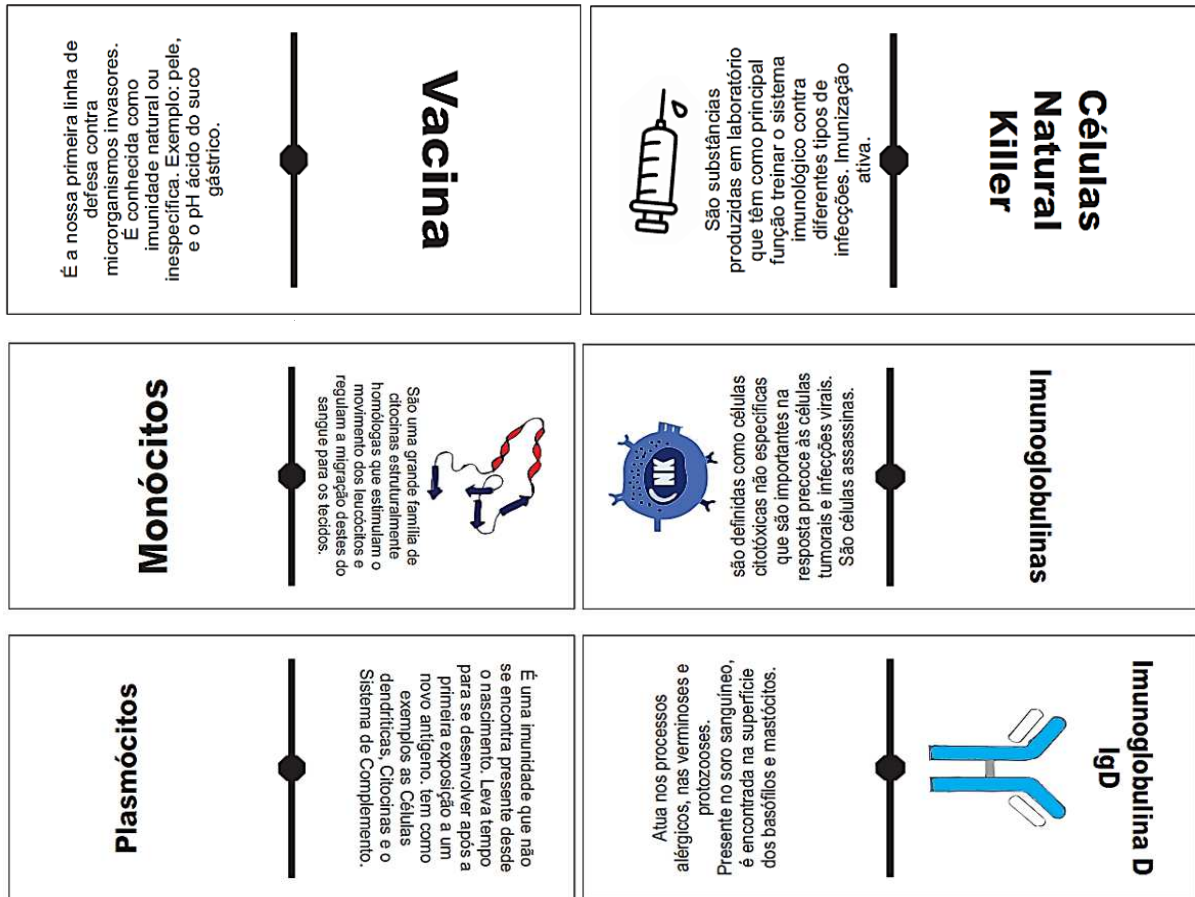 Células
Natural
Killer
São substâncias
produzidas em laboratório
que têm como principal
função treinar o sistema
imunológico contra
diferentes tipos de
infecções. Imunização
ativa.
Imunoglobulinas
são definidas como células
citotóxicas não específicas
que são importantes na
resposta precoce às células
tumorais e infecções virais.
São células assassinas.
NK
Imunoglobulina D
IgD
Atua nos processos
alérgicos, nas verminoses e
protozooses.
Presente no soro sanguíneo,
é encontrada na superfície
dos basófilos e mastócitos.
Vacina
É a nossa primeira linha de
defesa contra
microrganismos invasores.
É conhecida como
imunidade natural ou
inespecífica. Exemplo: pele,
e o pH ácido do suco
gástrico.
São uma grande família de
citocinas estruturalmente
homólogas que estimulam o
movimento dos leucócitos e
regulam a migração destes do
sangue para os tecidos.
Monócitos
É uma imunidade que não
se encontra presente desde
o nascimento. Leva tempo
para se desenvolver após a
primeira exposição a um
novo antígeno. tem como
exemplos as Células
dendríticas, Citocinas e o
Sistema de Complemento.
Plasmócitos